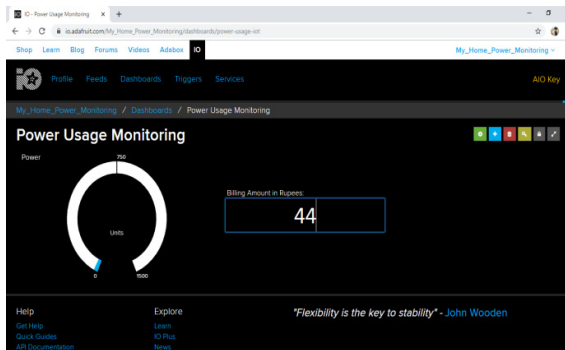 IO - Power Usage Monitoring
io.adafruit.com/My_Home_Power_Monitoring/dashboards/power-usage-iot
Shop Learn Blog Forums Videos Adabox IO My_Home_Power_Monitoring
Profile Feeds Dashboards Triggers Services AIO Key
My_Home_Power_Monitoring / Dashboards / Power Usage Monitoring
Power Usage Monitoring
Power
750
Billing Amount in Rupees:
44
Units
0 1500
Help Explore "Flexibility is the key to stability" - John Wooden
Get Help Learn
Quick Guides IO Plus
API Documentation News